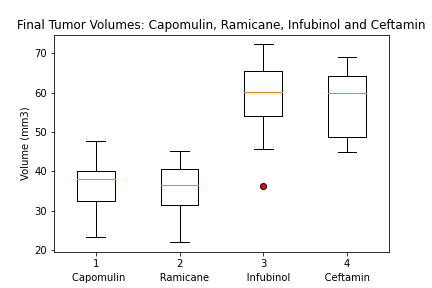 Final Tumor Volumes: Capomulin, Ramicane, Infubinol and Ceftamin
70
60
50
40
30
20
Volume (mm3)
1 2 3 4
Capomulin Ramicane Infubinol Ceftamin